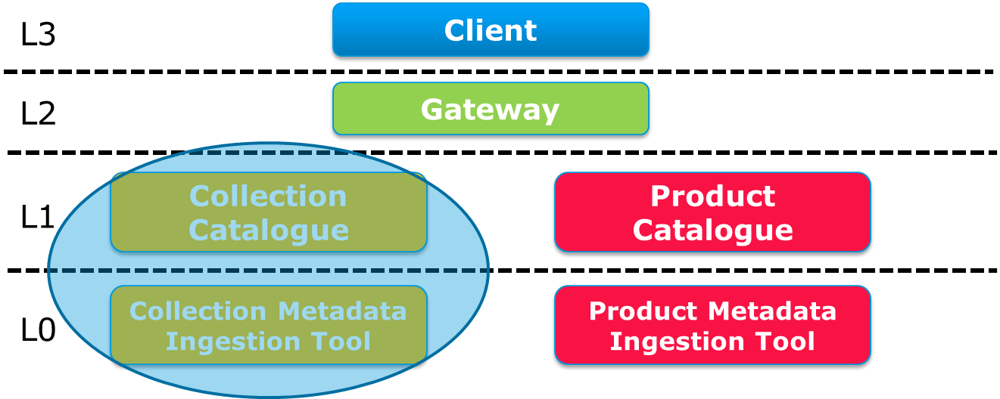 L3
Client
L2
Gateway
L1
Collection
Catalogue
Product
Catalogue
L0
Collection Metadata
Ingestion Tool
Product Metadata
Ingestion Tool